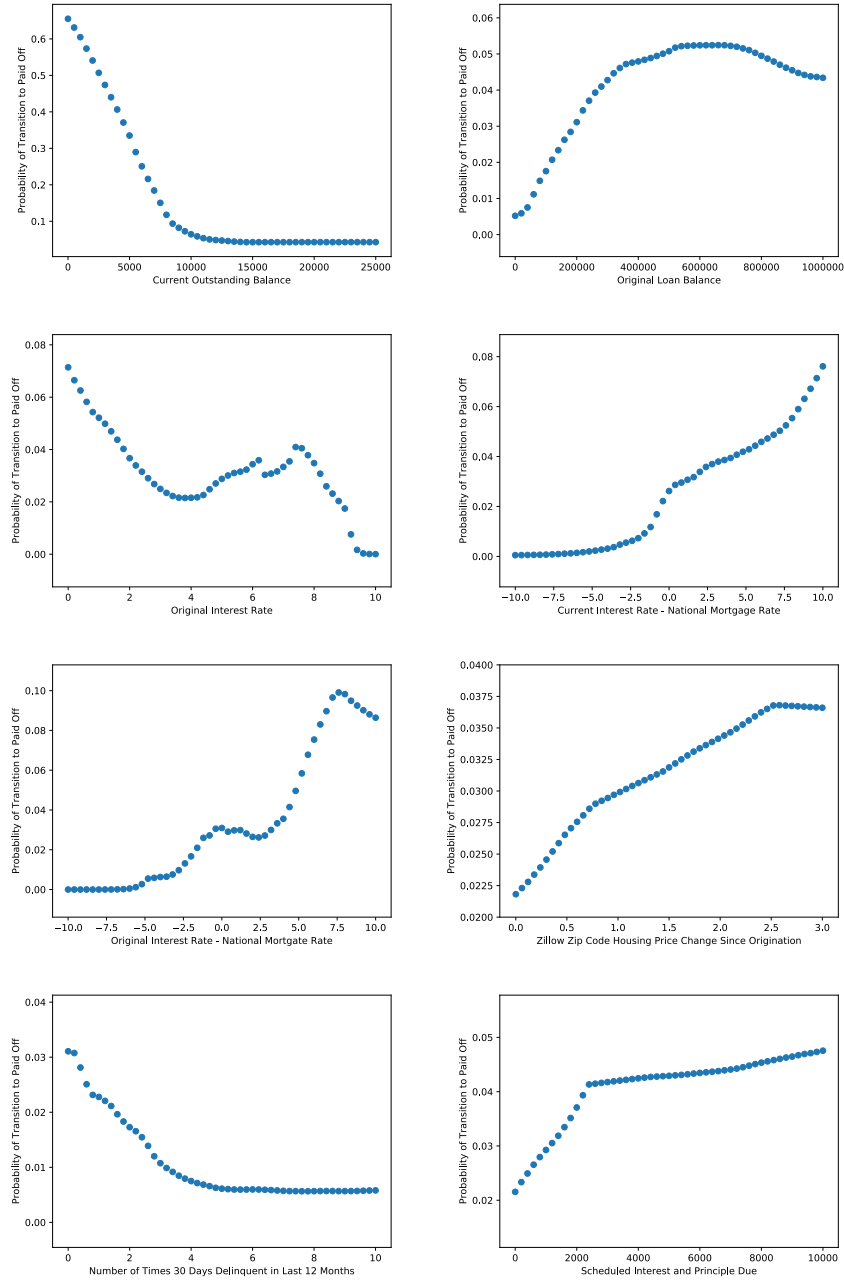 Probability of Transition to Paid Off
0.6
0.5
0.4
0.3
0.2
0.1
0 5000 10000 15000 20000 25000
Current Outstanding Balance
Probability of Transition to Paid Off
0.06
0.05
0.04
0.03
0.02
0.01
0.00
0 200000 400000 600000 800000 1000000
Original Loan Balance
Probability of Transition to Paid Off
0.08
0.06
0.04
0.02
0.00
0 2 4 6 8 10
Original Interest Rate
Probability of Transition to Paid Off
0.08
0.06
0.04
0.02
0.00
−10.0 −7.5 −5.0 −2.5 0.0 2.5 5.0 7.5 10.0
Current Interest Rate - National Mortgage Rate
Probability of Transition to Paid Off
0.10
0.08
0.06
0.04
0.02
0.00
−10.0 −7.5 −5.0 −2.5 0.0 2.5 5.0 7.5 10.0
Original Interest Rate - National Mortgate Rate
Probability of Transition to Paid Off
0.0400
0.0375
0.0350
0.0325
0.0300
0.0275
0.0250
0.0225
0.0200
0.0 0.5 1.0 1.5 2.0 2.5 3.0
Zillow Zip Code Housing Price Change Since Origination
Probability of Transition to Paid Off
0.04
0.03
0.02
0.01
0.00
0 2 4 6 8 10
Number of Times 30 Days Delinquent in Last 12 Months
Probability of Transition to Paid Off
0.05
0.04
0.03
0.02
0 2000 4000 6000 8000 10000
Scheduled Interest and Principle Due